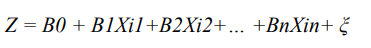 Z = B0 + B1Xi1+B2Xi2+… +BnXin+ ξ